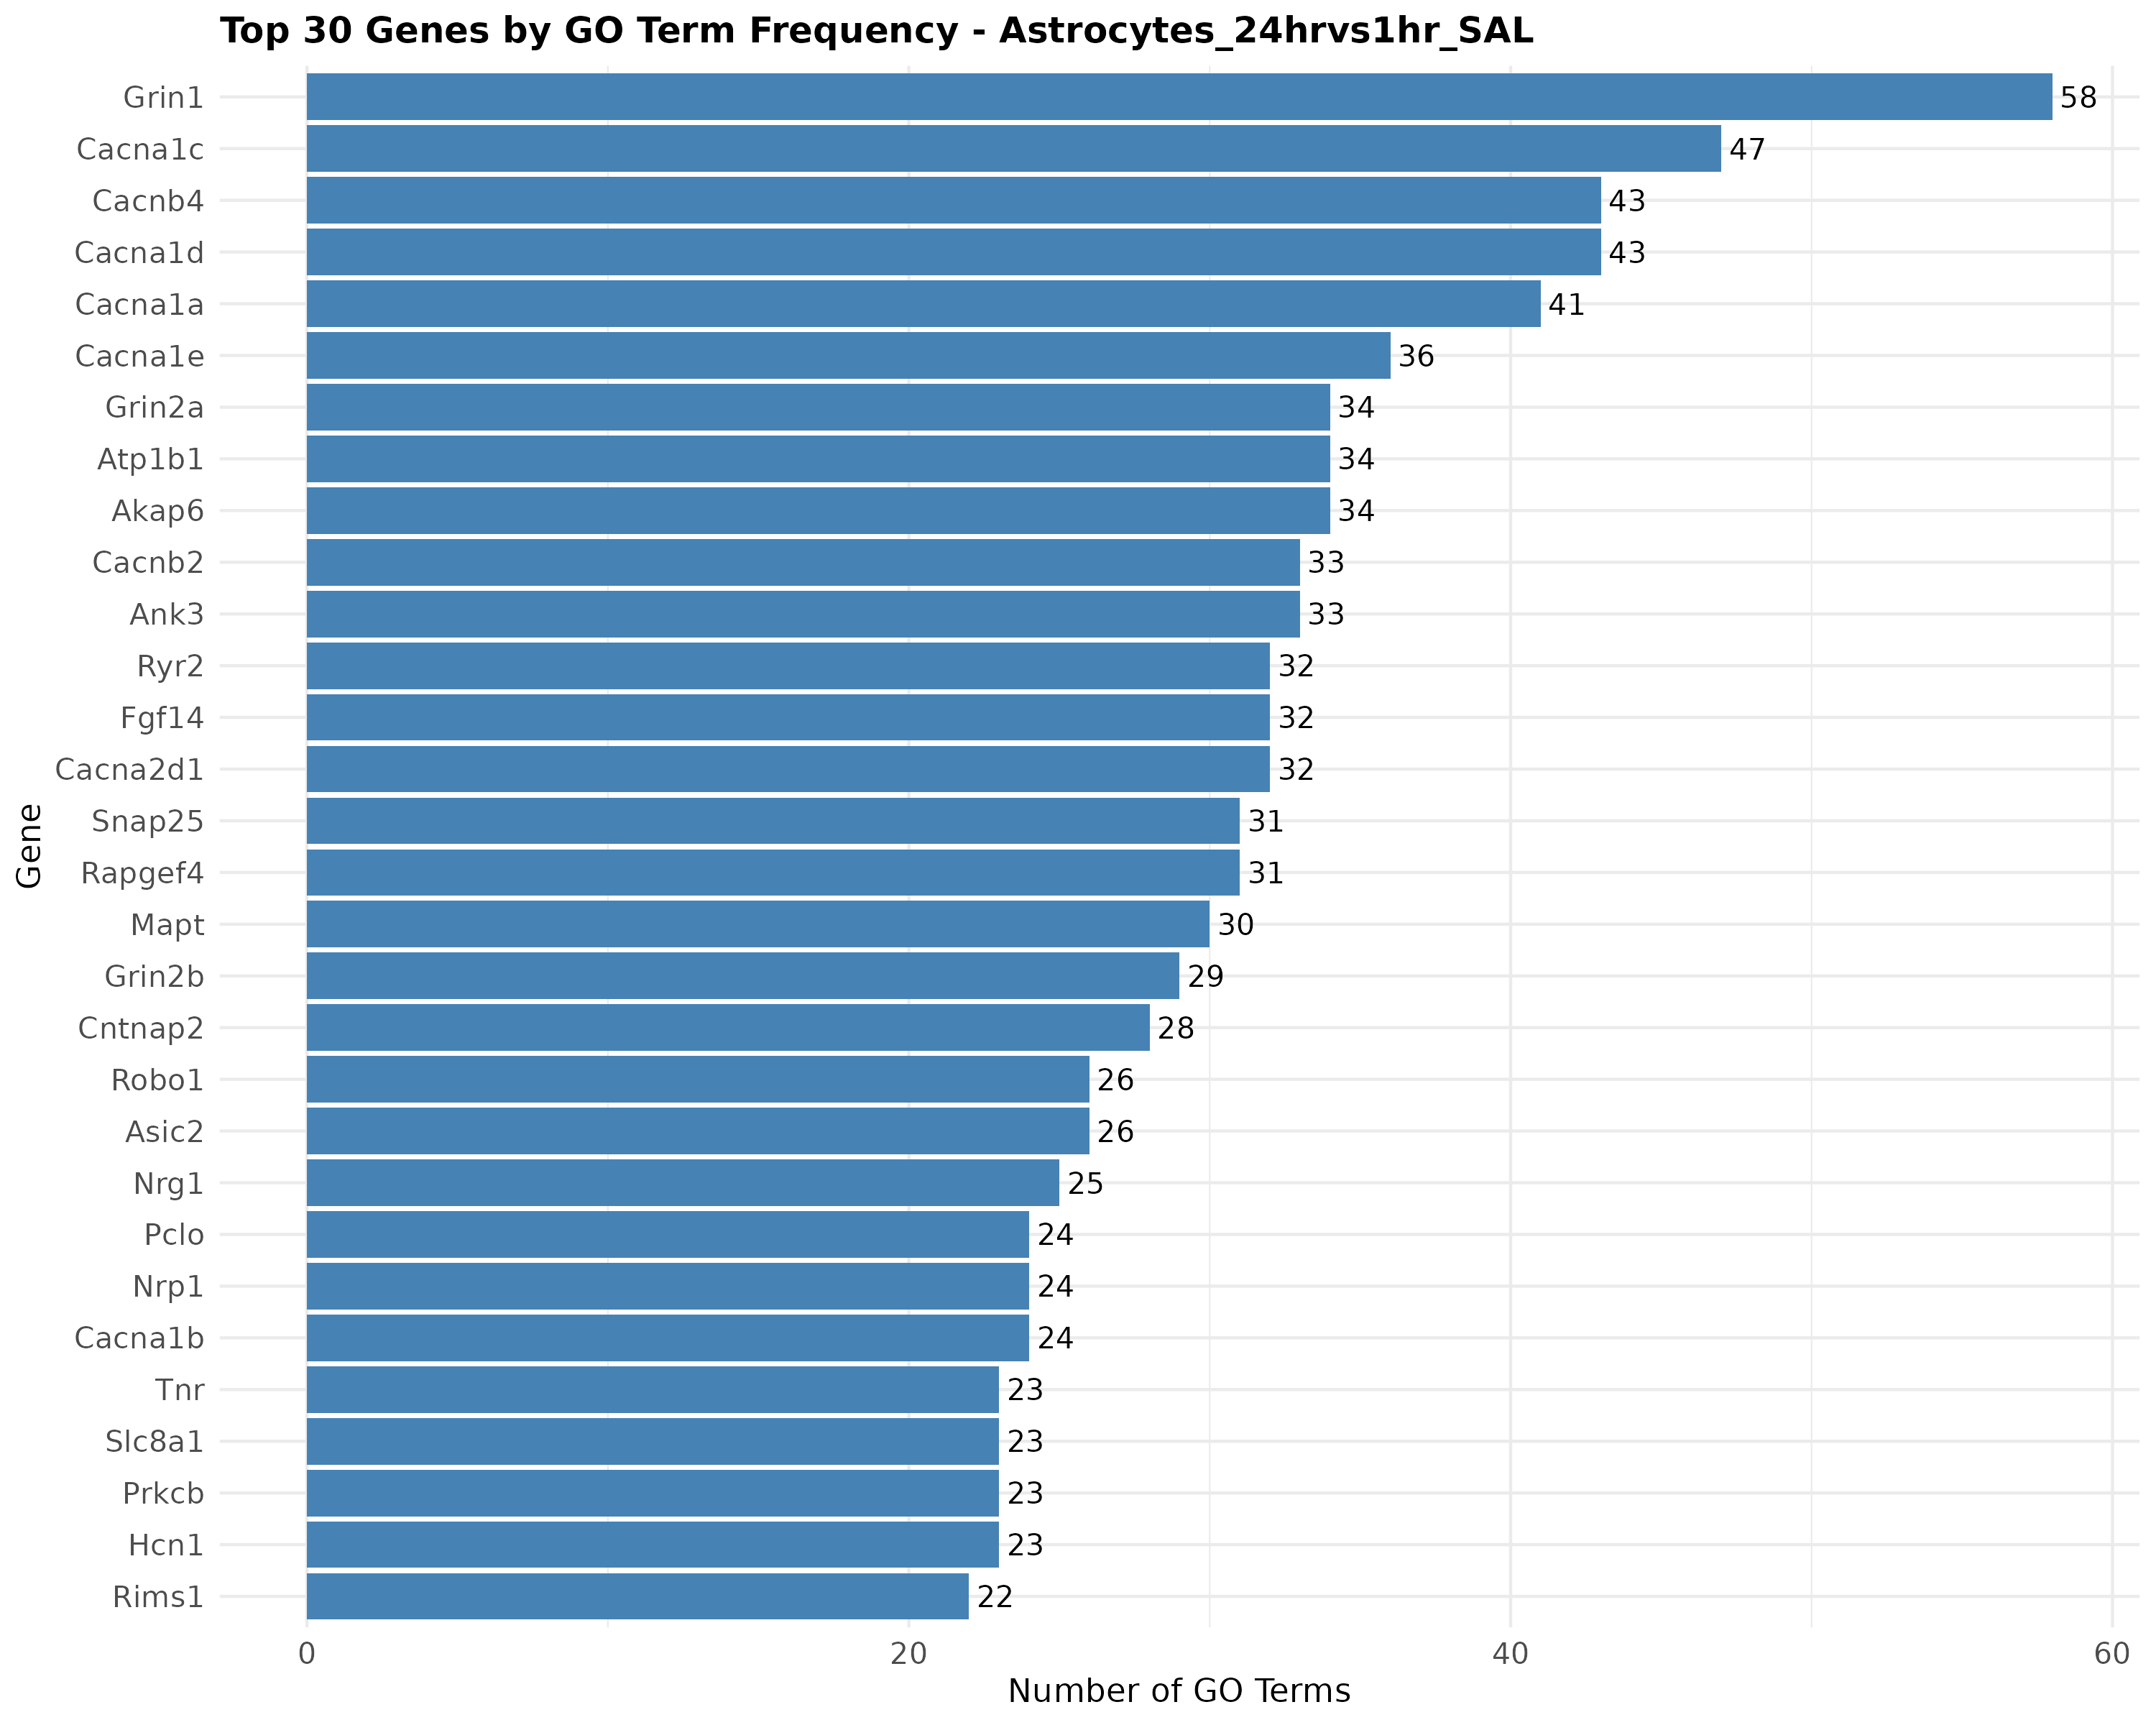 Top 30 Genes by GO Term Frequency - Astrocytes_24hrvs1hr_SAL
Grin1 58
Cacna1c 47
Cacnb4 43
Cacna1d 43
Cacna1a 41
Cacna1e 36
Grin2a 34
Atp1b1 34
Akap6 34
Cacnb2 33
Ank3 33
Ryr2 32
Fgf14 32
Cacna2d1 32
Snap25 31
Rapgef4 31
Mapt 30
Grin2b 29
Cntnap2 28
Robo1 26
Asic2 26
Nrg1 25
Pclo 24
Nrp1 24
Cacna1b 24
Tnr 23
Slc8a1 23
Prkcb 23
Hcn1 23
Rims1 22
Gene
0 20 40 60
Number of GO Terms